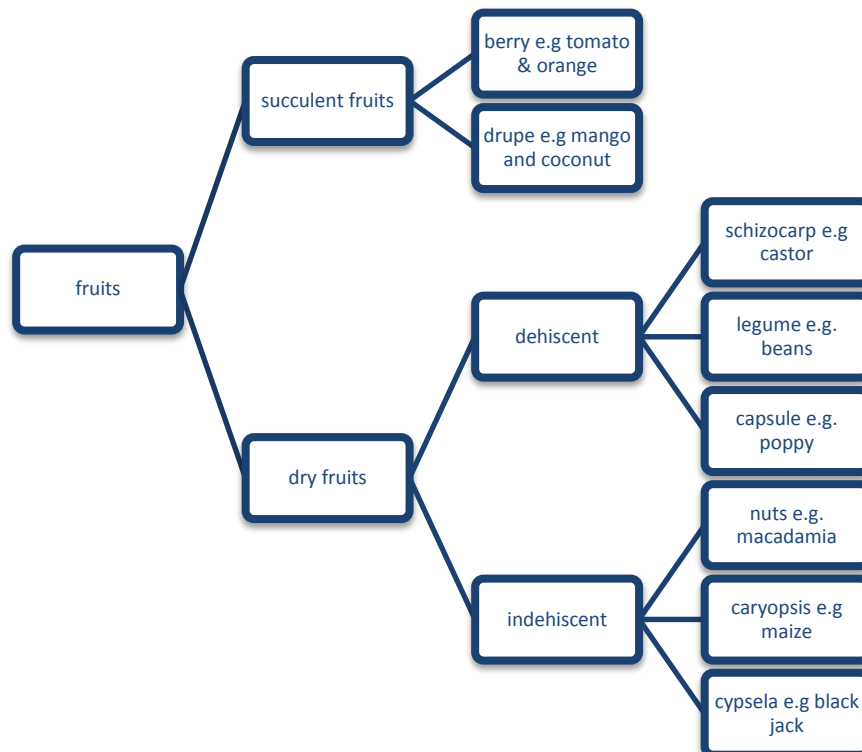 berry e.g tomato
& orange
succulent fruits
drupe e.g mango
and coconut
schizocarp e.g
castor
fruits
dehiscent
legume e.g.
beans
capsule e.g.
poppy
dry fruits
nuts e.g.
macadamia
indehiscent
caryopsis e.g
maize
cypsela e.g black
jack